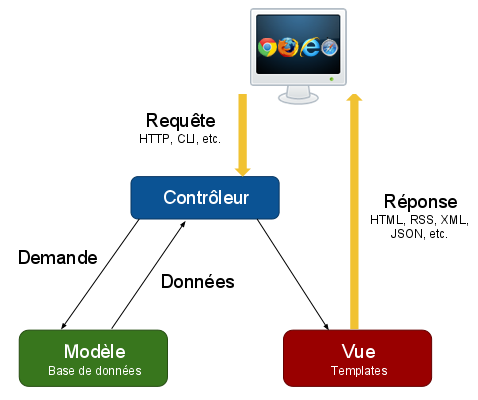 Requête
HTTP, CLI, etc.
Contrôleur
Réponse
HTML, RSS, XML,
JSON, etc.
Demande
Données
Modèle
Base de données
Vue
Templates